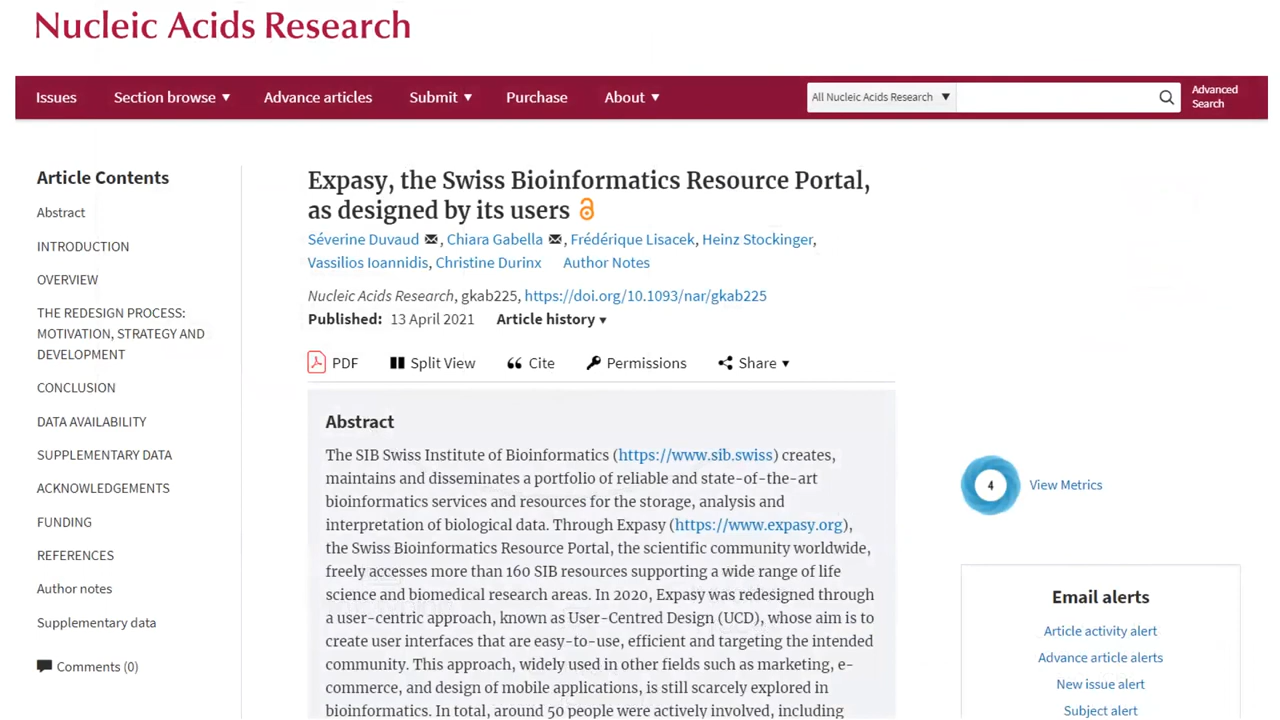 Nucleic Acids Research
Issues Section browse ▼ Advance articles Submit ▼ Purchase About ▼ All Nucleic Acids Research ▼ Advanced Search
Article Contents
Abstract
INTRODUCTION
OVERVIEW
THE REDESIGN PROCESS:
MOTIVATION, STRATEGY AND
DEVELOPMENT
CONCLUSION
DATA AVAILABILITY
SUPPLEMENTARY DATA
ACKNOWLEDGEMENTS
FUNDING
REFERENCES
Author notes
Supplementary data
Comments (0)
Expasy, the Swiss Bioinformatics Resource Portal,
as designed by its users
Séverine Duvaud, Chiara Gabella, Frédérique Lisacek, Heinz Stockinger,
Vassilios Ioannidis, Christine Durinx Author Notes
Nucleic Acids Research, gkab225, https://doi.org/10.1093/nar/gkab225
Published: 13 April 2021 Article history ▼
PDF Split View Cite Permissions Share ▼
Abstract
The SIB Swiss Institute of Bioinformatics (https://www.sib.swiss) creates,
maintains and disseminates a portfolio of reliable and state-of-the-art
bioinformatics services and resources for the storage, analysis and
interpretation of biological data. Through Expasy (https://www.expasy.org),
the Swiss Bioinformatics Resource Portal, the scientific community worldwide,
freely accesses more than 160 SIB resources supporting a wide range of life
science and biomedical research areas. In 2020, Expasy was redesigned through
a user-centric approach, known as User-Centred Design (UCD), whose aim is to
create user interfaces that are easy-to-use, efficient and targeting the intended
community. This approach, widely used in other fields such as marketing, e-
commerce, and design of mobile applications, is still scarcely explored in
bioinformatics. In total, around 50 people were actively involved, including
4 View Metrics
Email alerts
Article activity alert
Advance article alerts
New issue alert
Subject alert